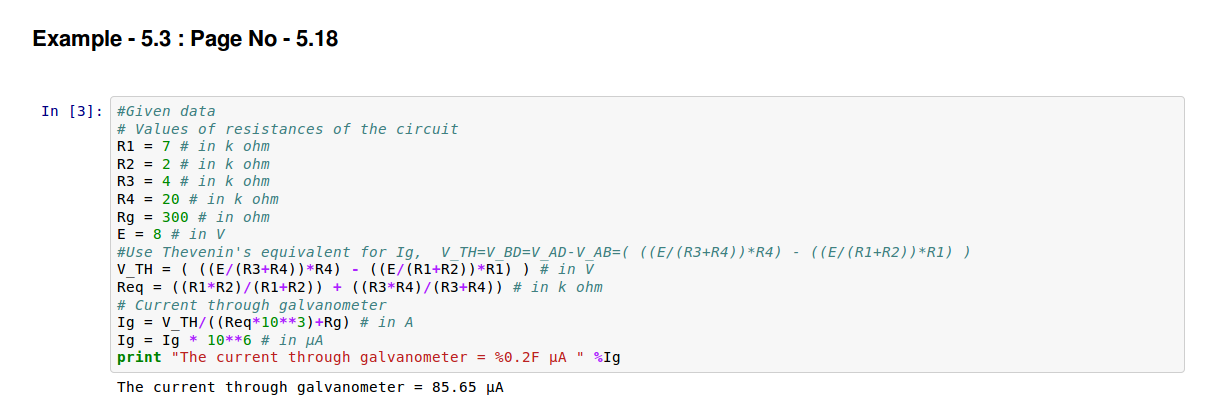 Example - 5.3 : Page No - 5.18
In [3]: #Given data
# Values of resistances of the circuit
R1 = 7 # in k ohm
R2 = 2 # in k ohm
R3 = 4 # in k ohm
R4 = 20 # in k ohm
Rg = 300 # in ohm
E = 8 # in V
#Use Thevenin's equivalent for Ig,  V_TH=V_BD=V_AD-V_AB=( ((E/(R3+R4))*R4) - ((E/(R1+R2))*R1) )
V_TH = ( ((E/(R3+R4))*R4) - ((E/(R1+R2))*R1) ) # in V
Req = ((R1*R2)/(R1+R2)) + ((R3*R4)/(R3+R4)) # in k ohm
# Current through galvanometer
Ig = V_TH/((Req*10**3)+Rg) # in A
Ig = Ig * 10**6 # in µA
print "The current through galvanometer = %0.2F µA " %Ig
The current through galvanometer = 85.65 µA